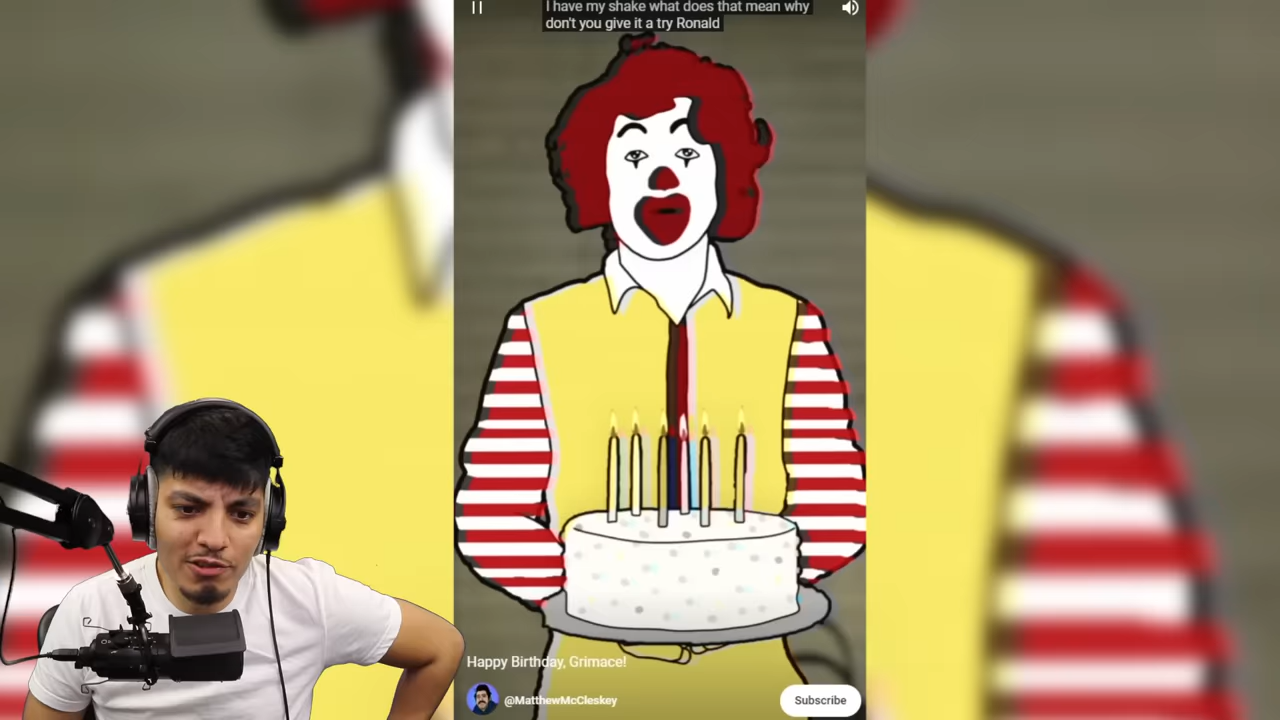 I have my shake what does that mean why
don't you give it a try Ronald
Happy Birthday, Grimace!
@MatthewMcCleskey
Subscribe